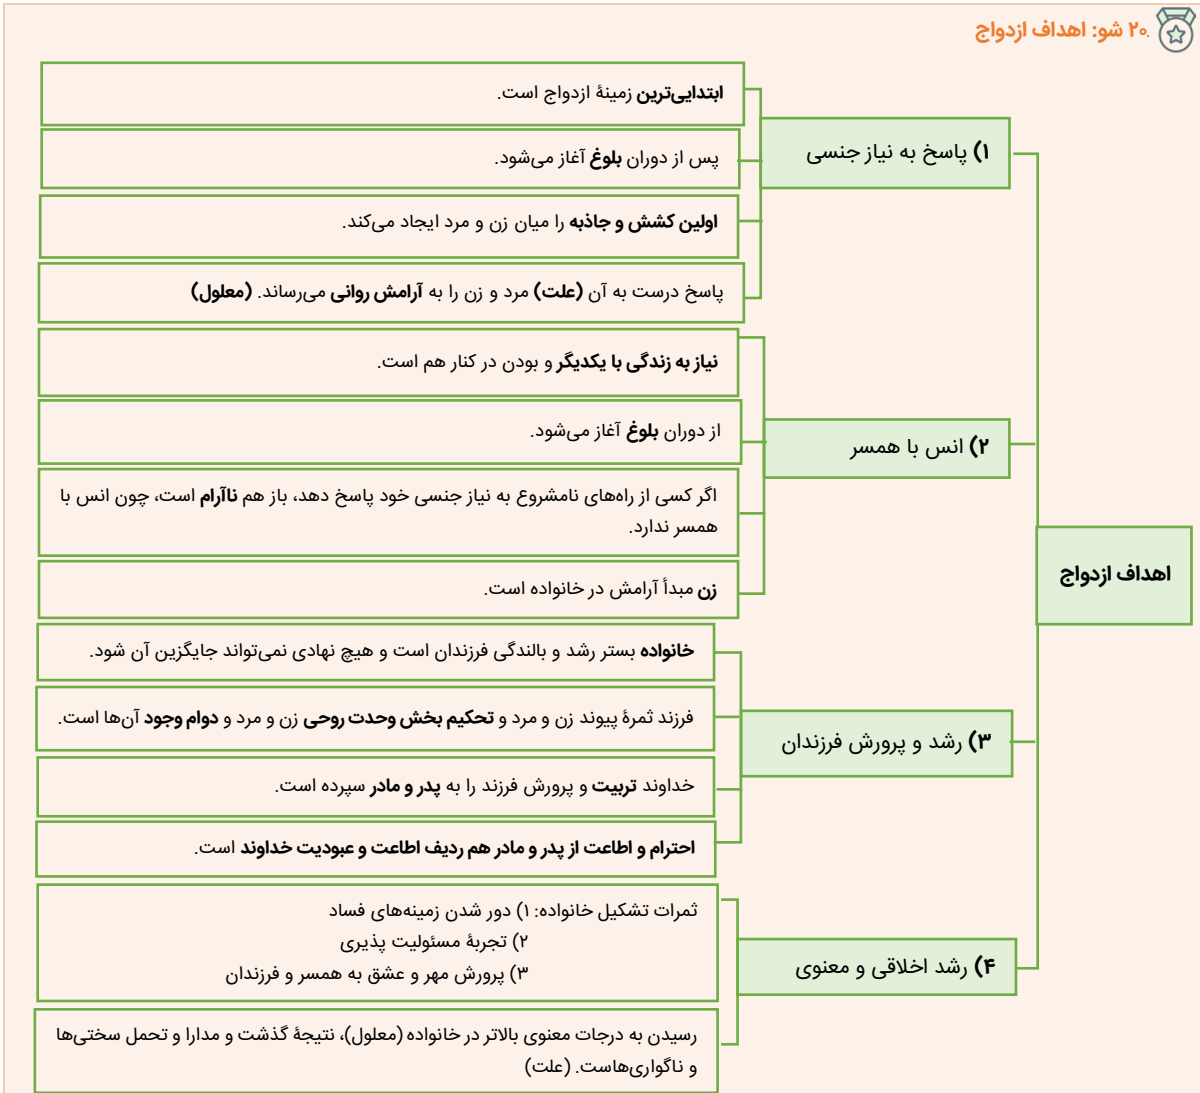 ۲۰ شو: اهداف ازدواج
اهداف ازدواج
۱) پاسخ به نیاز جنسی
ابتدایی‌ترین زمینهٔ ازدواج است.
پس از دوران بلوغ آغاز می‌شود.
اولین کشش و جاذبه را میان زن و مرد ایجاد می‌کند.
پاسخ درست به آن (علت) مرد و زن را به آرامش روانی می‌رساند. (معلول)
۲) انس با همسر
نیاز به زندگی با یکدیگر و بودن در کنار هم است.
از دوران بلوغ آغاز می‌شود.
اگر کسی از راه‌های نامشروع به نیاز جنسی خود پاسخ دهد، باز هم ناآرام است، چون انس با
همسر ندارد.
زن مبدأ آرامش در خانواده است.
۳) رشد و پرورش فرزندان
خانواده بستر رشد و بالندگی فرزندان است و هیچ نهادی نمی‌تواند جایگزین آن شود.
فرزند ثمرهٔ پیوند زن و مرد و تحکیم بخش وحدت روحی زن و مرد و دوام وجود آن‌ها است.
خداوند تربیت و پرورش فرزند را به پدر و مادر سپرده است.
احترام و اطاعت از پدر و مادر هم ردیف اطاعت و عبودیت خداوند است.
۴) رشد اخلاقی و معنوی
ثمرات تشکیل خانواده: ۱) دور شدن زمینه‌های فساد
۲) تجربهٔ مسئولیت پذیری
۳) پرورش مهر و عشق به همسر و فرزندان
رسیدن به درجات معنوی بالاتر در خانواده (معلول)، نتیجهٔ گذشت و مدارا و تحمل سختی‌ها
و ناگواری‌هاست. (علت)